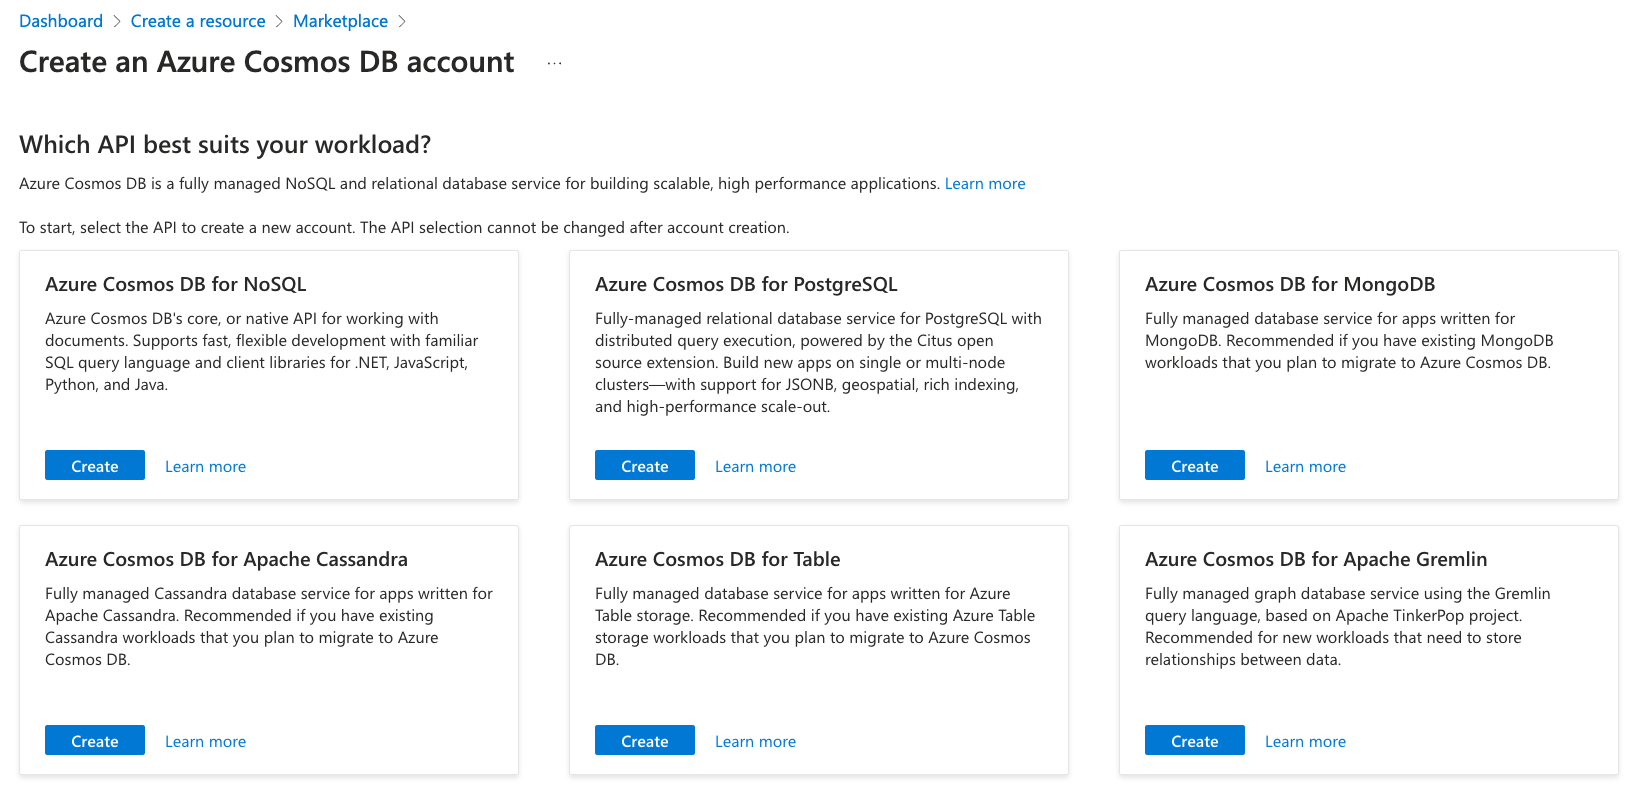 Dashboard > Create a resource > Marketplace >
Create an Azure Cosmos DB account ...
Which API best suits your workload?
Azure Cosmos DB is a fully managed NoSQL and relational database service for building scalable, high performance applications. Learn more
To start, select the API to create a new account. The API selection cannot be changed after account creation.
Azure Cosmos DB for NoSQL
Azure Cosmos DB's core, or native API for working with
documents. Supports fast, flexible development with familiar
SQL query language and client libraries for .NET, JavaScript,
Python, and Java.
Create Learn more
Azure Cosmos DB for PostgreSQL
Fully-managed relational database service for PostgreSQL with
distributed query execution, powered by the Citus open
source extension. Build new apps on single or multi-node
clusters—with support for JSONB, geospatial, rich indexing,
and high-performance scale-out.
Create Learn more
Azure Cosmos DB for MongoDB
Fully managed database service for apps written for
MongoDB. Recommended if you have existing MongoDB
workloads that you plan to migrate to Azure Cosmos DB.
Create Learn more
Azure Cosmos DB for Apache Cassandra
Fully managed Cassandra database service for apps written for
Apache Cassandra. Recommended if you have existing
Cassandra workloads that you plan to migrate to Azure
Cosmos DB.
Create Learn more
Azure Cosmos DB for Table
Fully managed database service for apps written for Azure
Table storage. Recommended if you have existing Azure Table
storage workloads that you plan to migrate to Azure Cosmos
DB.
Create Learn more
Azure Cosmos DB for Apache Gremlin
Fully managed graph database service using the Gremlin
query language, based on Apache TinkerPop project.
Recommended for new workloads that need to store
relationships between data.
Create Learn more